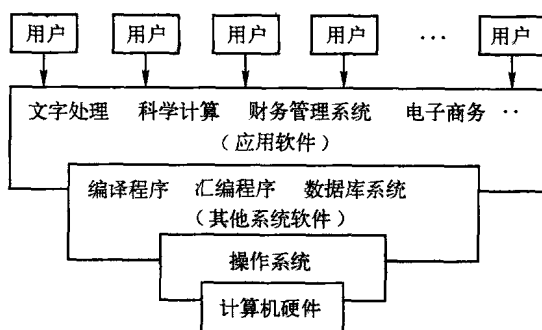 用户 用户 用户 用户 ··· 用户
文字处理 科学计算 财务管理系统 电子商务 ··
（应用软件）
编译程序 汇编程序 数据库系统
（其他系统软件）
操作系统
计算机硬件